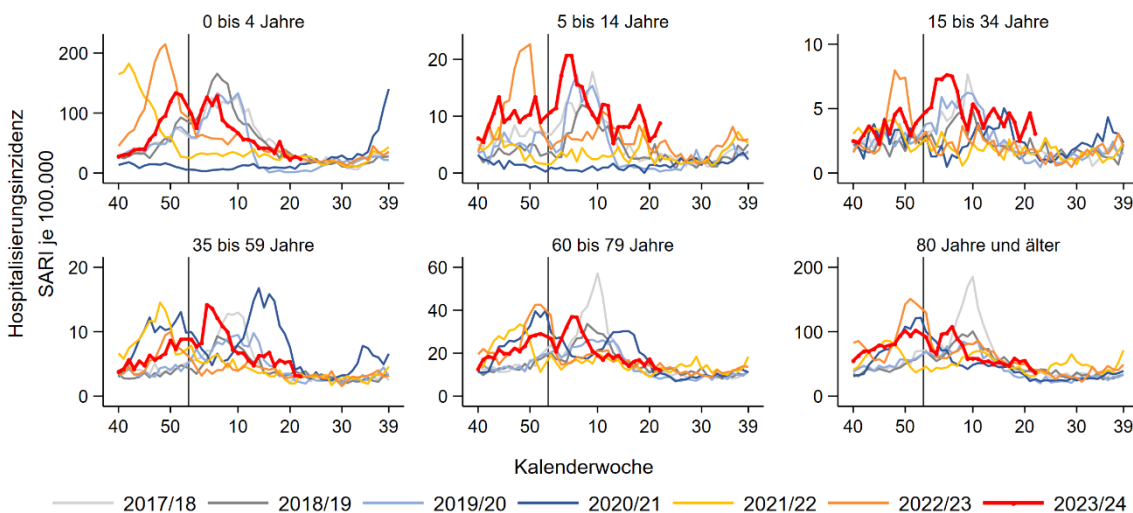 0 bis 4 Jahre
5 bis 14 Jahre
15 bis 34 Jahre
Hospitalisierungsinzidenz
SARI je 100.000
200
100
0
40 50 10 20 30 39
20
15
10
5
0
40 50 10 20 30 39
10
5
0
40 50 10 20 30 39
35 bis 59 Jahre
60 bis 79 Jahre
80 Jahre und älter
20
10
0
40 50 10 20 30 39
60
40
20
0
40 50 10 20 30 39
200
100
0
40 50 10 20 30 39
Kalenderwoche
2017/18 2018/19 2019/20 2020/21 2021/22 2022/23 2023/24